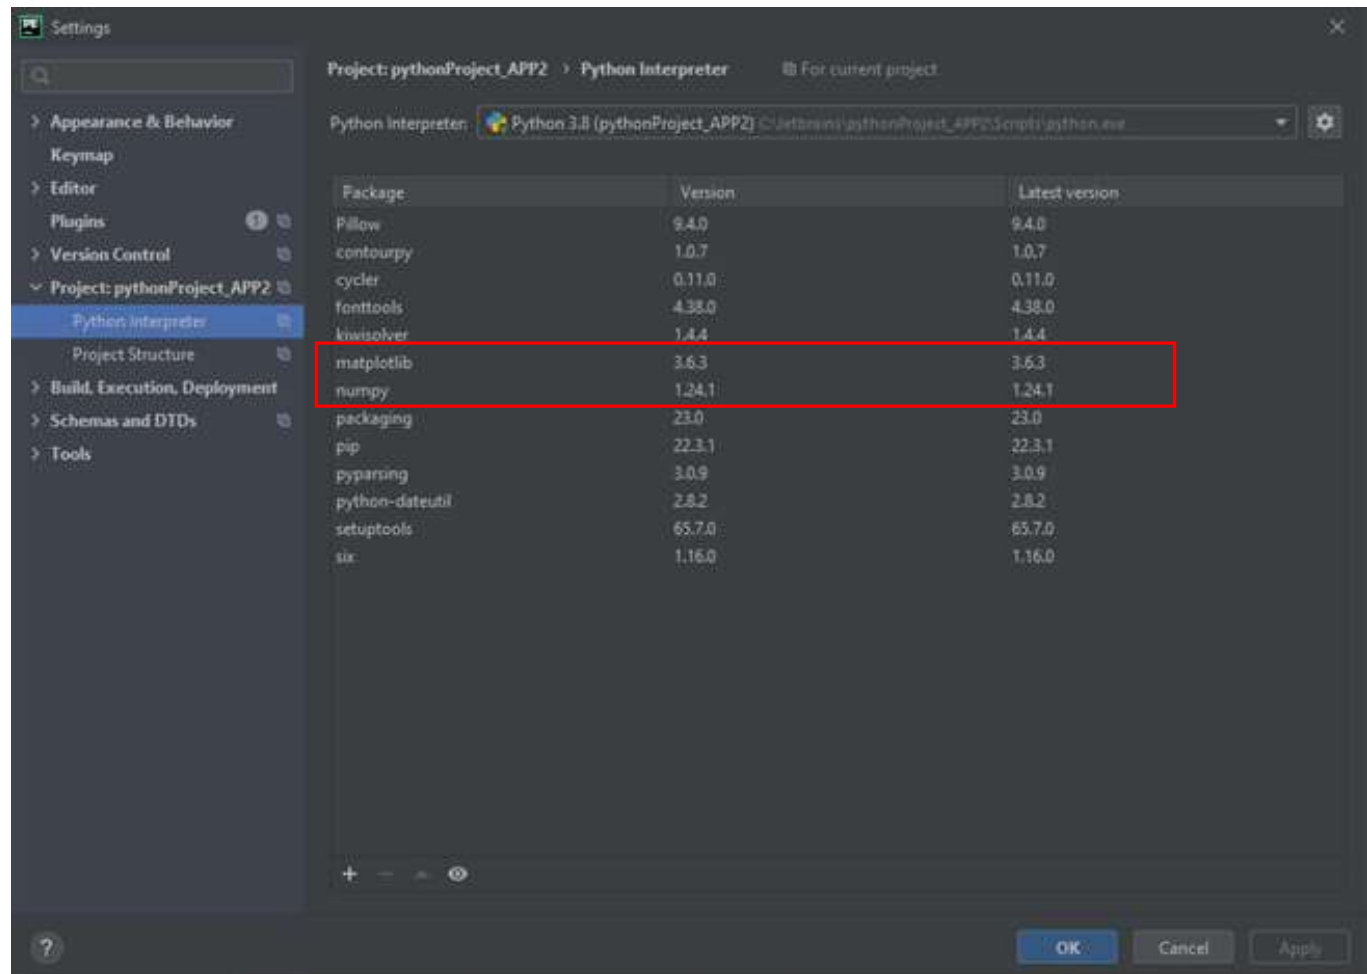 Settings
Project: pythonProject_APP2 > Python Interpreter For current project
Python Interpreter: Python 3.8 (pythonProject_APP2) C:\Jetbrains\pythonProject_APP2\Scripts\python.exe
Appearance & Behavior
Keymap
Editor
Plugins 1
Version Control
Project: pythonProject_APP2
Python Interpreter
Project Structure
Build, Execution, Deployment
Schemas and DTDs
Tools
Package Version Latest version
Pillow 9.4.0 9.4.0
contourpy 1.0.7 1.0.7
cycler 0.11.0 0.11.0
fonttools 4.38.0 4.38.0
kiwisolver 1.4.4 1.4.4
matplotlib 3.6.3 3.6.3
numpy 1.24.1 1.24.1
packaging 23.0 23.0
pip 22.3.1 22.3.1
pyparsing 3.0.9 3.0.9
python-dateutil 2.8.2 2.8.2
setuptools 65.7.0 65.7.0
six 1.16.0 1.16.0
? OK Cancel Apply